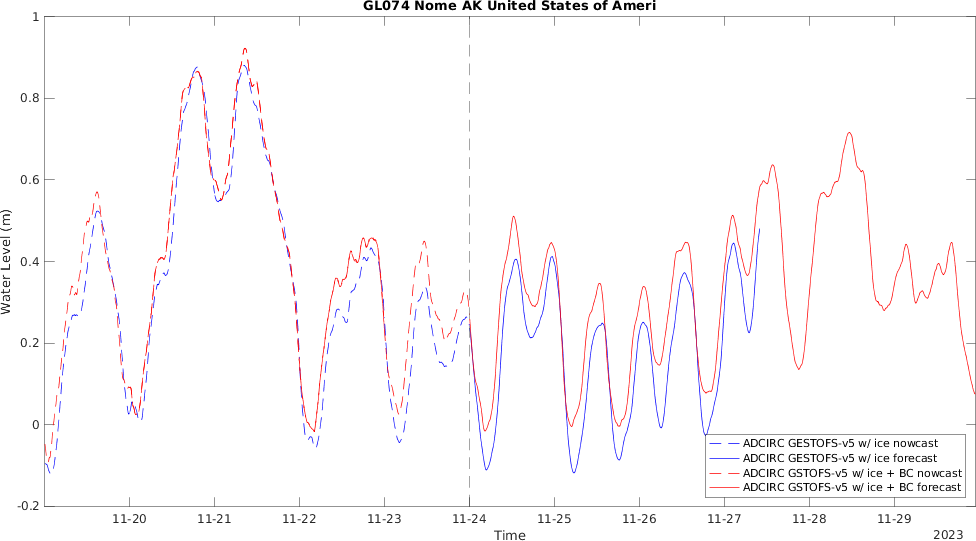 GL074 Nome AK United States of Ameri
1
0.8
0.6
0.4
0.2
0
-0.2
Water Level (m)
11-20
11-21
11-22
11-23
11-24
11-25
11-26
11-27
11-28
11-29
Time
2023
ADCIRC GESTOFS-v5 w/ ice nowcast
ADCIRC GESTOFS-v5 w/ ice forecast
ADCIRC GSTOFS-v5 w/ ice + BC nowcast
ADCIRC GSTOFS-v5 w/ ice + BC forecast